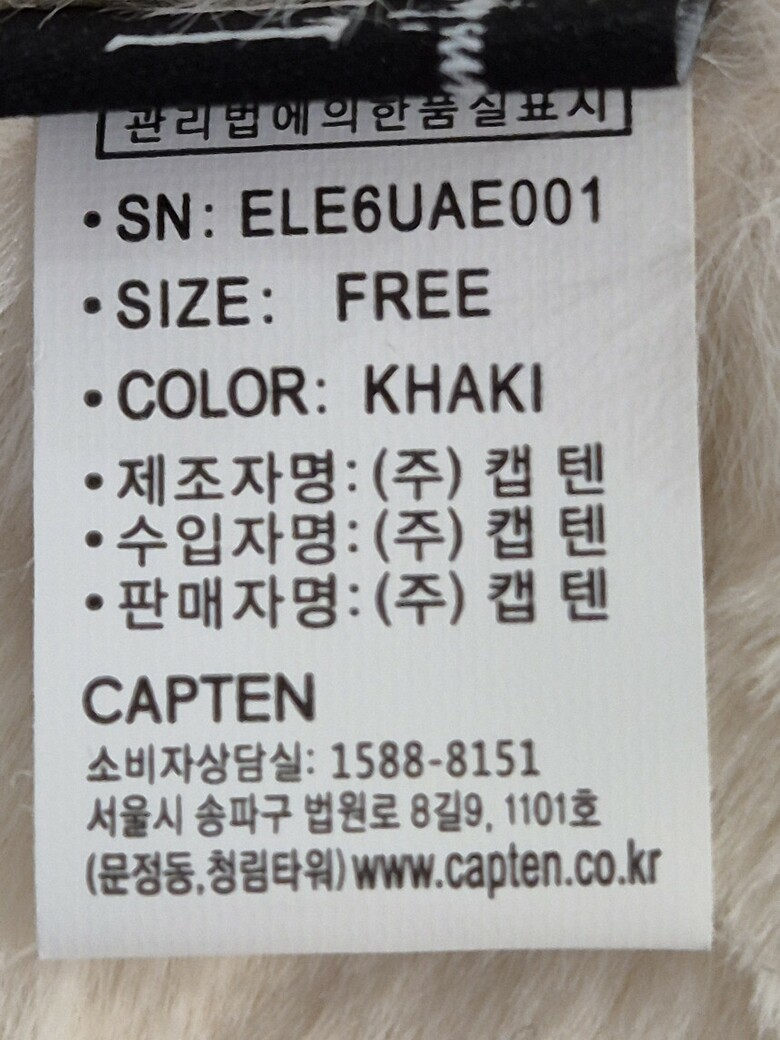 관리법에의한품질표시
• SN: ELE6UAE001
• SIZE: FREE
• COLOR: KHAKI
• 제조자명: (주) 캡 텐
• 수입자명: (주) 캡 텐
• 판매자명: (주) 캡 텐
CAPTEN
소비자상담실: 1588-8151
서울시 송파구 법원로 8길9, 1101호
(문정동,청림타워)www.capten.co.kr